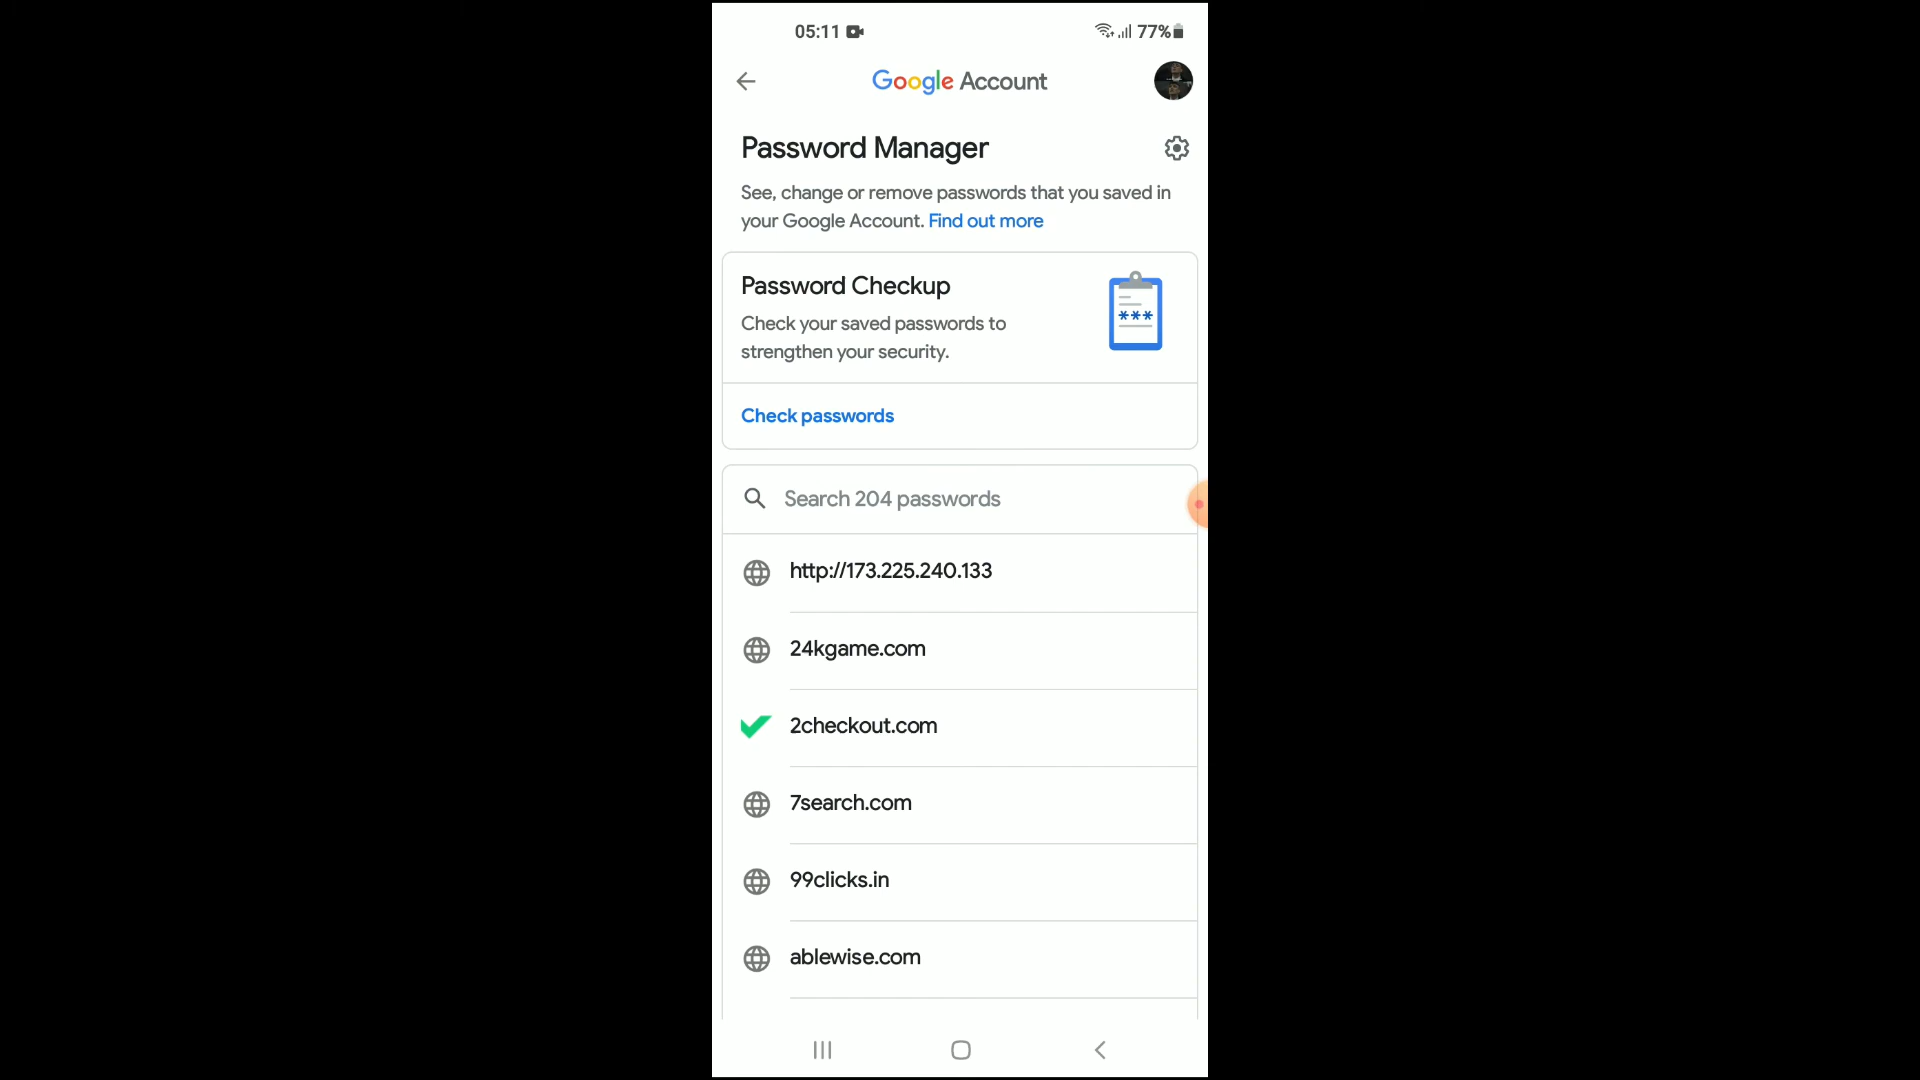 05:11
77%
Google Account
Password Manager
See, change or remove passwords that you saved in
your Google Account. Find out more
Password Checkup
Check your saved passwords to
strengthen your security.
***
Check passwords
Search 204 passwords
http://173.225.240.133
24kgame.com
2checkout.com
7search.com
99clicks.in
ablewise.com